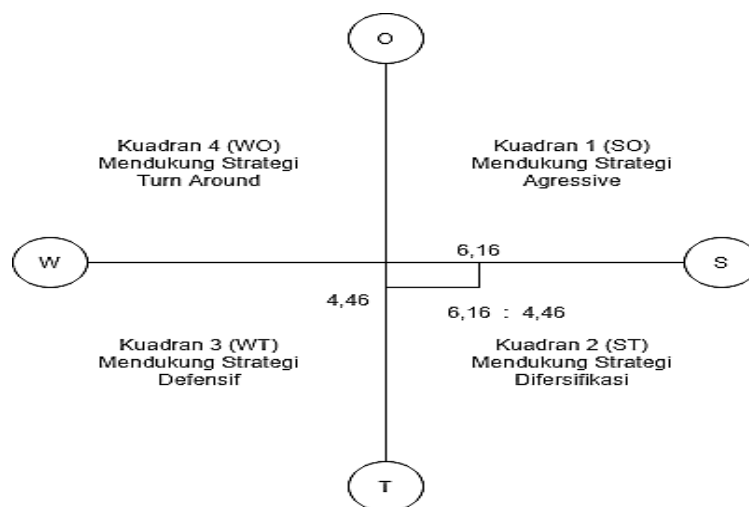 O
Kuadran 4 (WO)
Mendukung Strategi
Turn Around
Kuadran 1 (SO)
Mendukung Strategi
Agressive
W
6,16
S
4,46
6,16 : 4,46
Kuadran 3 (WT)
Mendukung Strategi
Defensif
Kuadran 2 (ST)
Mendukung Strategi
Difersifikasi
T